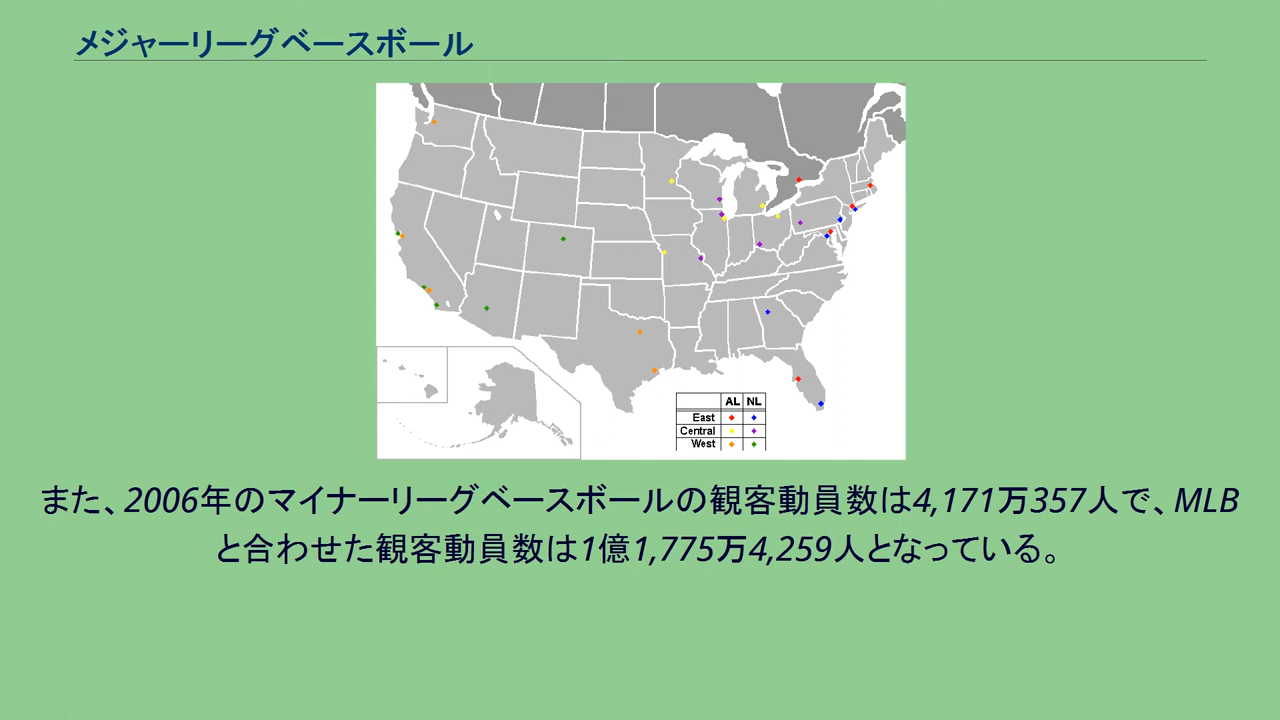 メジャーリーグベースボール
AL NL
East
Central
West
また、2006年のマイナーリーグベースボールの観客動員数は4,171万357人で、MLB
と合わせた観客動員数は1億1,775万4,259人となっている。